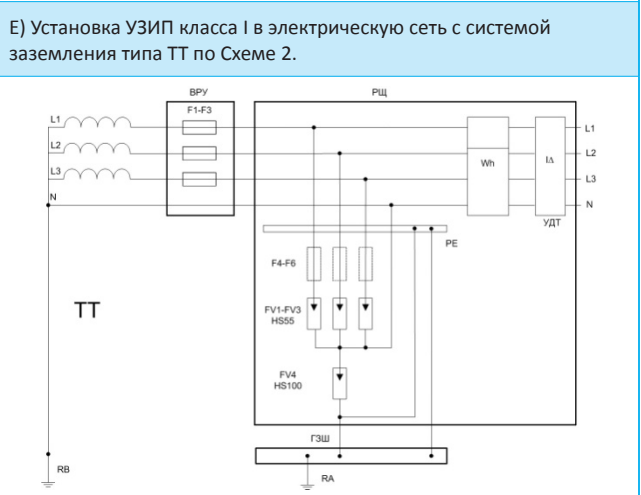 Е) Установка УЗИП класса I в электрическую сеть с системой
заземления типа ТТ по Схеме 2.
ВРУ
РЩ
F1-F3
L1
L1
L2
L2
Wh
IΔ
L3
L3
N
N
УДТ
PE
F4-F6
TT
FV1-FV3
HS55
FV4
HS100
ГЗШ
RB
RA